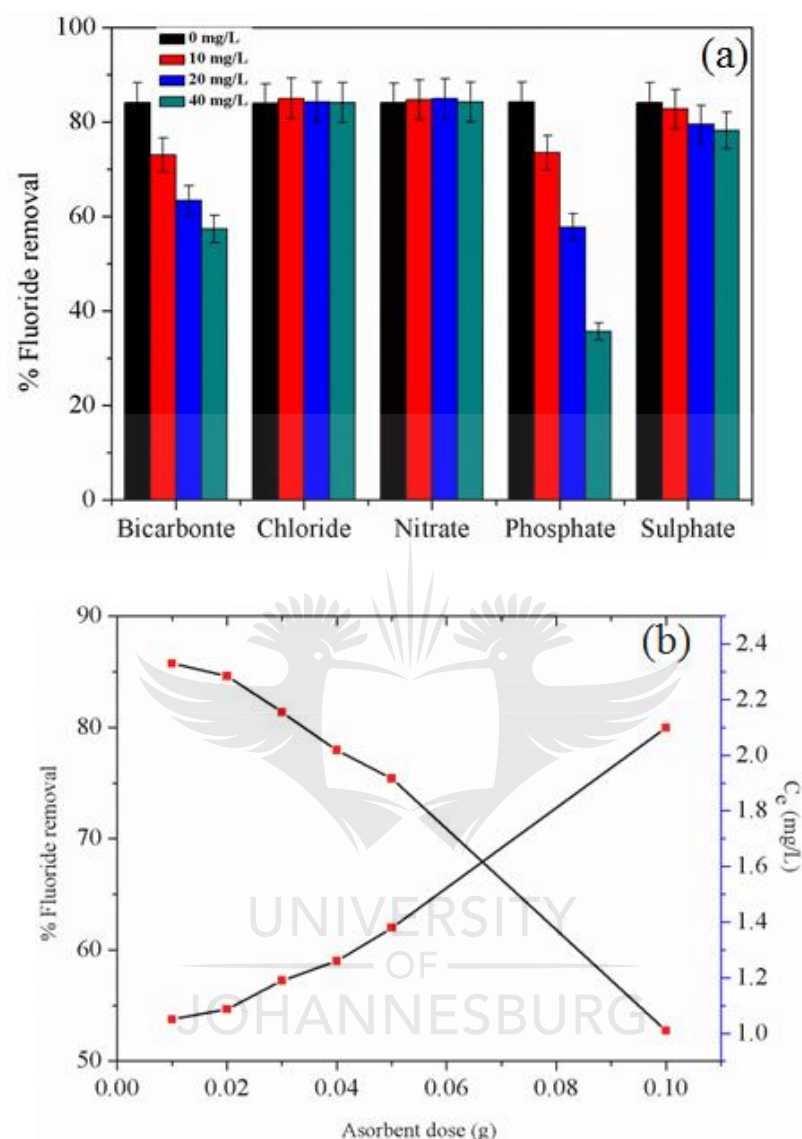 (a)
0 mg/L
10 mg/L
20 mg/L
40 mg/L
100
80
60
40
20
0
% Fluoride removal
Bicarbonte Chloride Nitrate Phosphate Sulphate
(b)
90
80
70
60
50
% Fluoride removal
2.4
2.2
2.0
1.8
1.6
1.4
1.2
1.0
Ce (mg/L)
UNIVERSITY
OF
JOHANNESBURG
0.00 0.02 0.04 0.06 0.08 0.10
Asorbent dose (g)